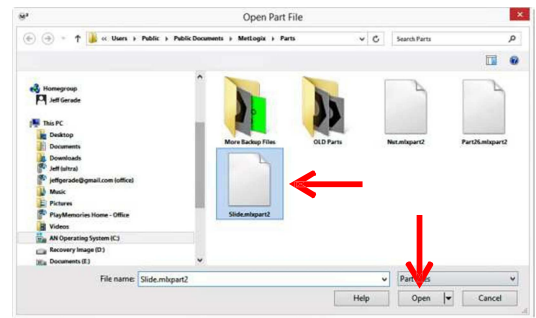 Open Part File
« Users › Public › Public Documents › MetLogix › Parts
Search Parts
Homegroup
Jeff Gerade
This PC
Desktop
Documents
Downloads
Jeff (ultra)
jeffgerade@gmail.com (office)
Music
Pictures
PlayMemories Home - Office
Videos
AN Operating System (C:)
Recovery Image (D:)
Documents (E:)
More Backup Files
OLD Parts
Nut.mlxpart2
Part26.mlxpart2
Slide.mlxpart2
File name: Slide.mlxpart2
Help
Open
Cancel